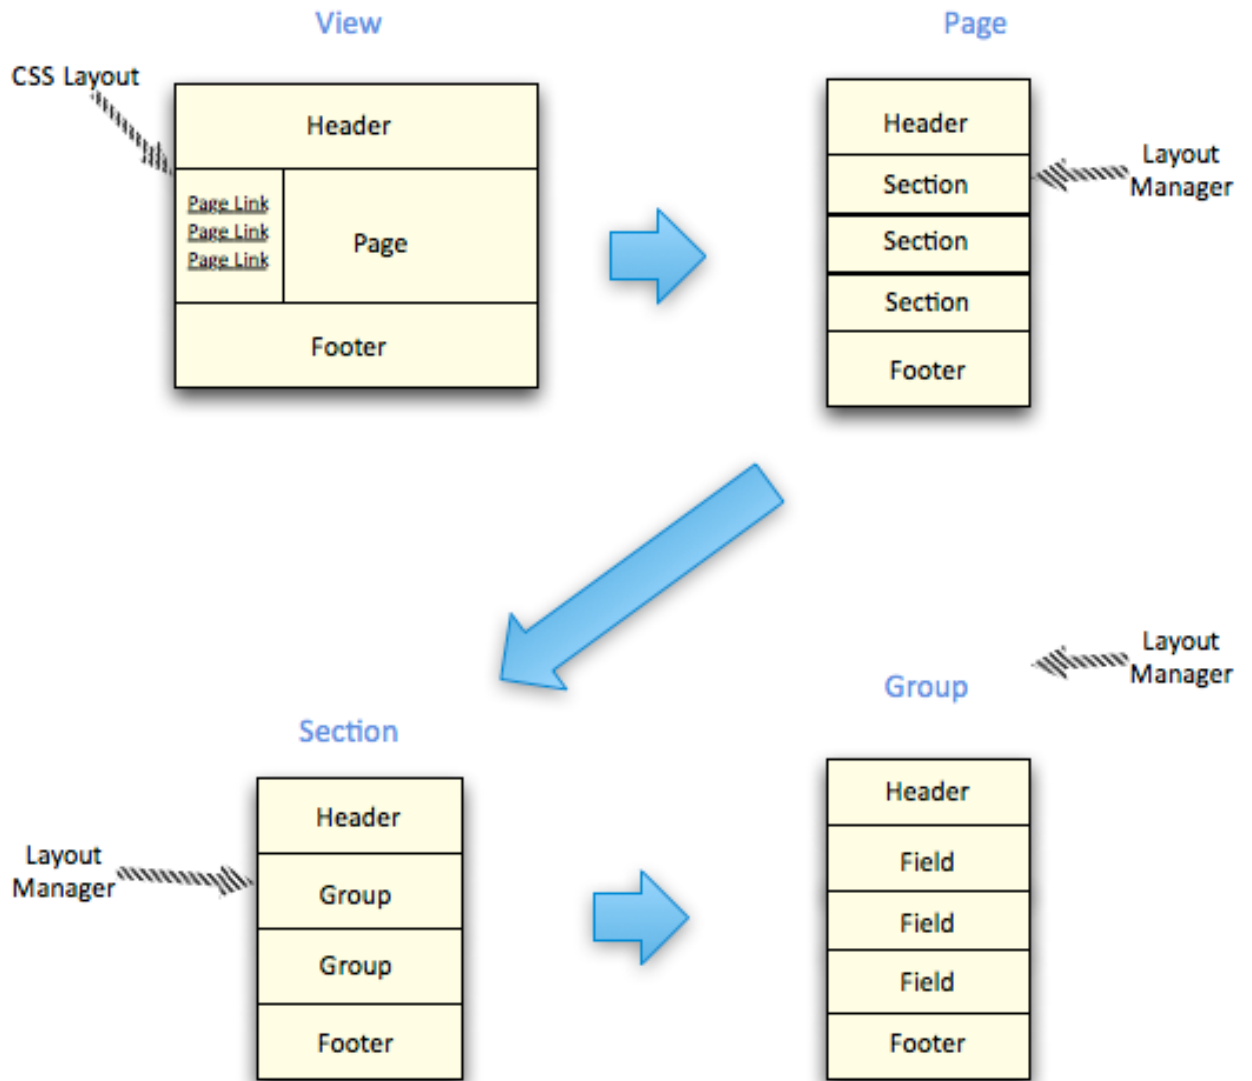 View
CSS Layout
Header
Page Link
Page Link
Page Link
Page
Footer
Page
Header
Section
Section
Section
Footer
Layout
Manager
Section
Layout
Manager
Header
Group
Group
Footer
Group
Layout
Manager
Header
Field
Field
Field
Footer